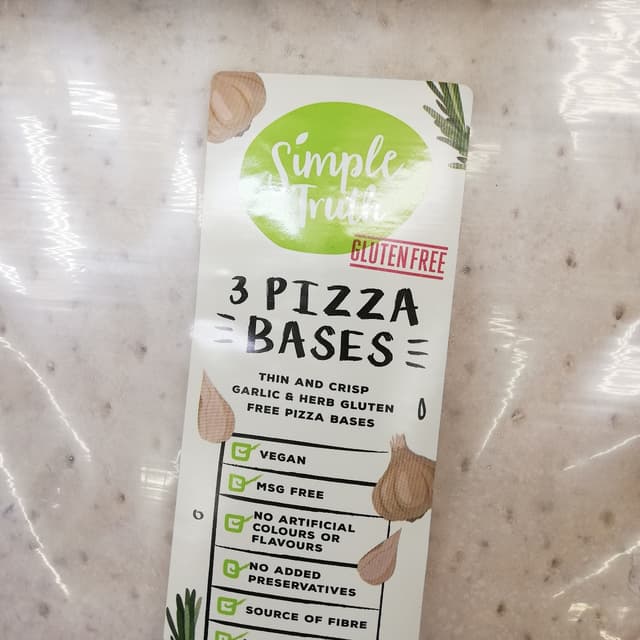 Simple
Truth
GLUTEN FREE
3 PIZZA
BASES
THIN AND CRISP
GARLIC & HERB GLUTEN
FREE PIZZA BASES
VEGAN
MSG FREE
NO ARTIFICIAL
COLOURS OR
FLAVOURS
NO ADDED
PRESERVATIVES
SOURCE OF FIBRE